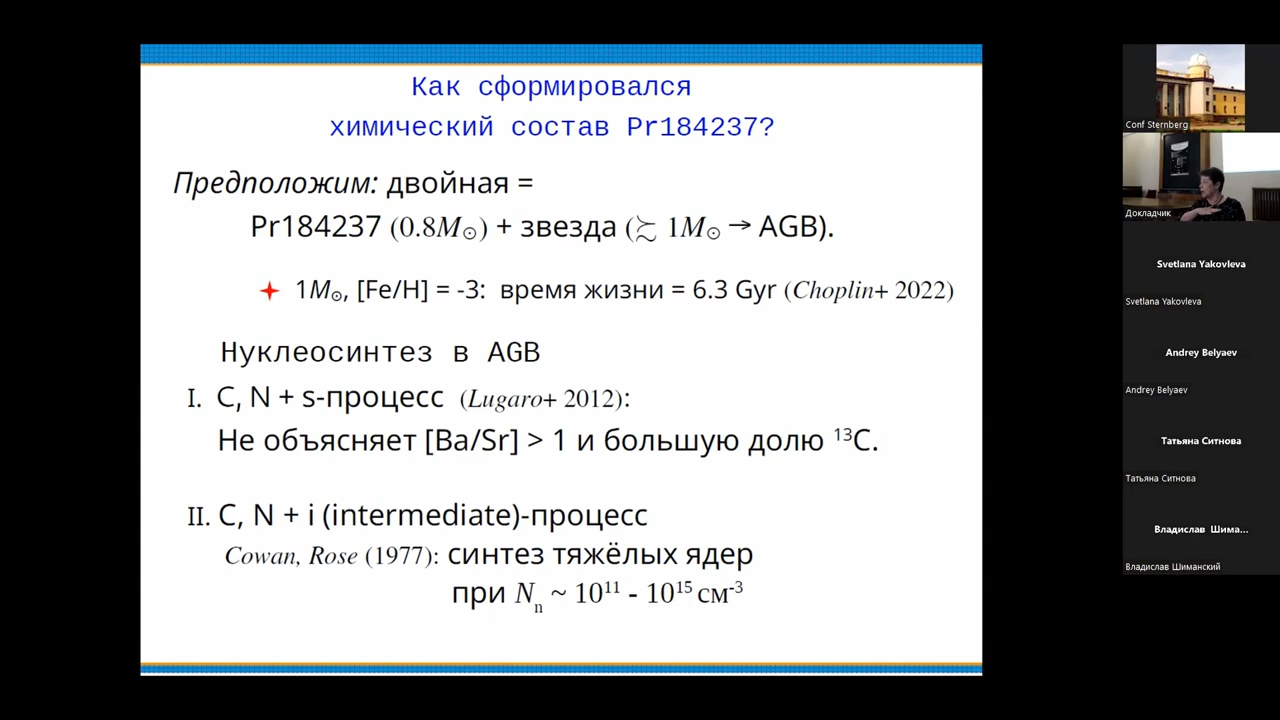 Как сформировался
химический состав Pr184237?
Предположим: двойная =
Pr184237 (0.8M⊙) + звезда (≿ 1M⊙ → AGB).
1M⊙, [Fe/H] = -3: время жизни = 6.3 Gyr (Choplin+ 2022)
Нуклеосинтез в AGB
I. C, N + s-процесс (Lugaro+ 2012):
Не объясняет [Ba/Sr] > 1 и большую долю ¹³C.
II. C, N + i (intermediate)-процесс
Cowan, Rose (1977): синтез тяжёлых ядер
при Nₙ ~ 10¹¹ - 10¹⁵ см⁻³
Conf Sternberg
Докладчик
Svetlana Yakovleva
Svetlana Yakovleva
Andrey Belyaev
Andrey Belyaev
Татьяна Ситнова
Татьяна Ситнова
Владислав Шима...
Владислав Шиманский